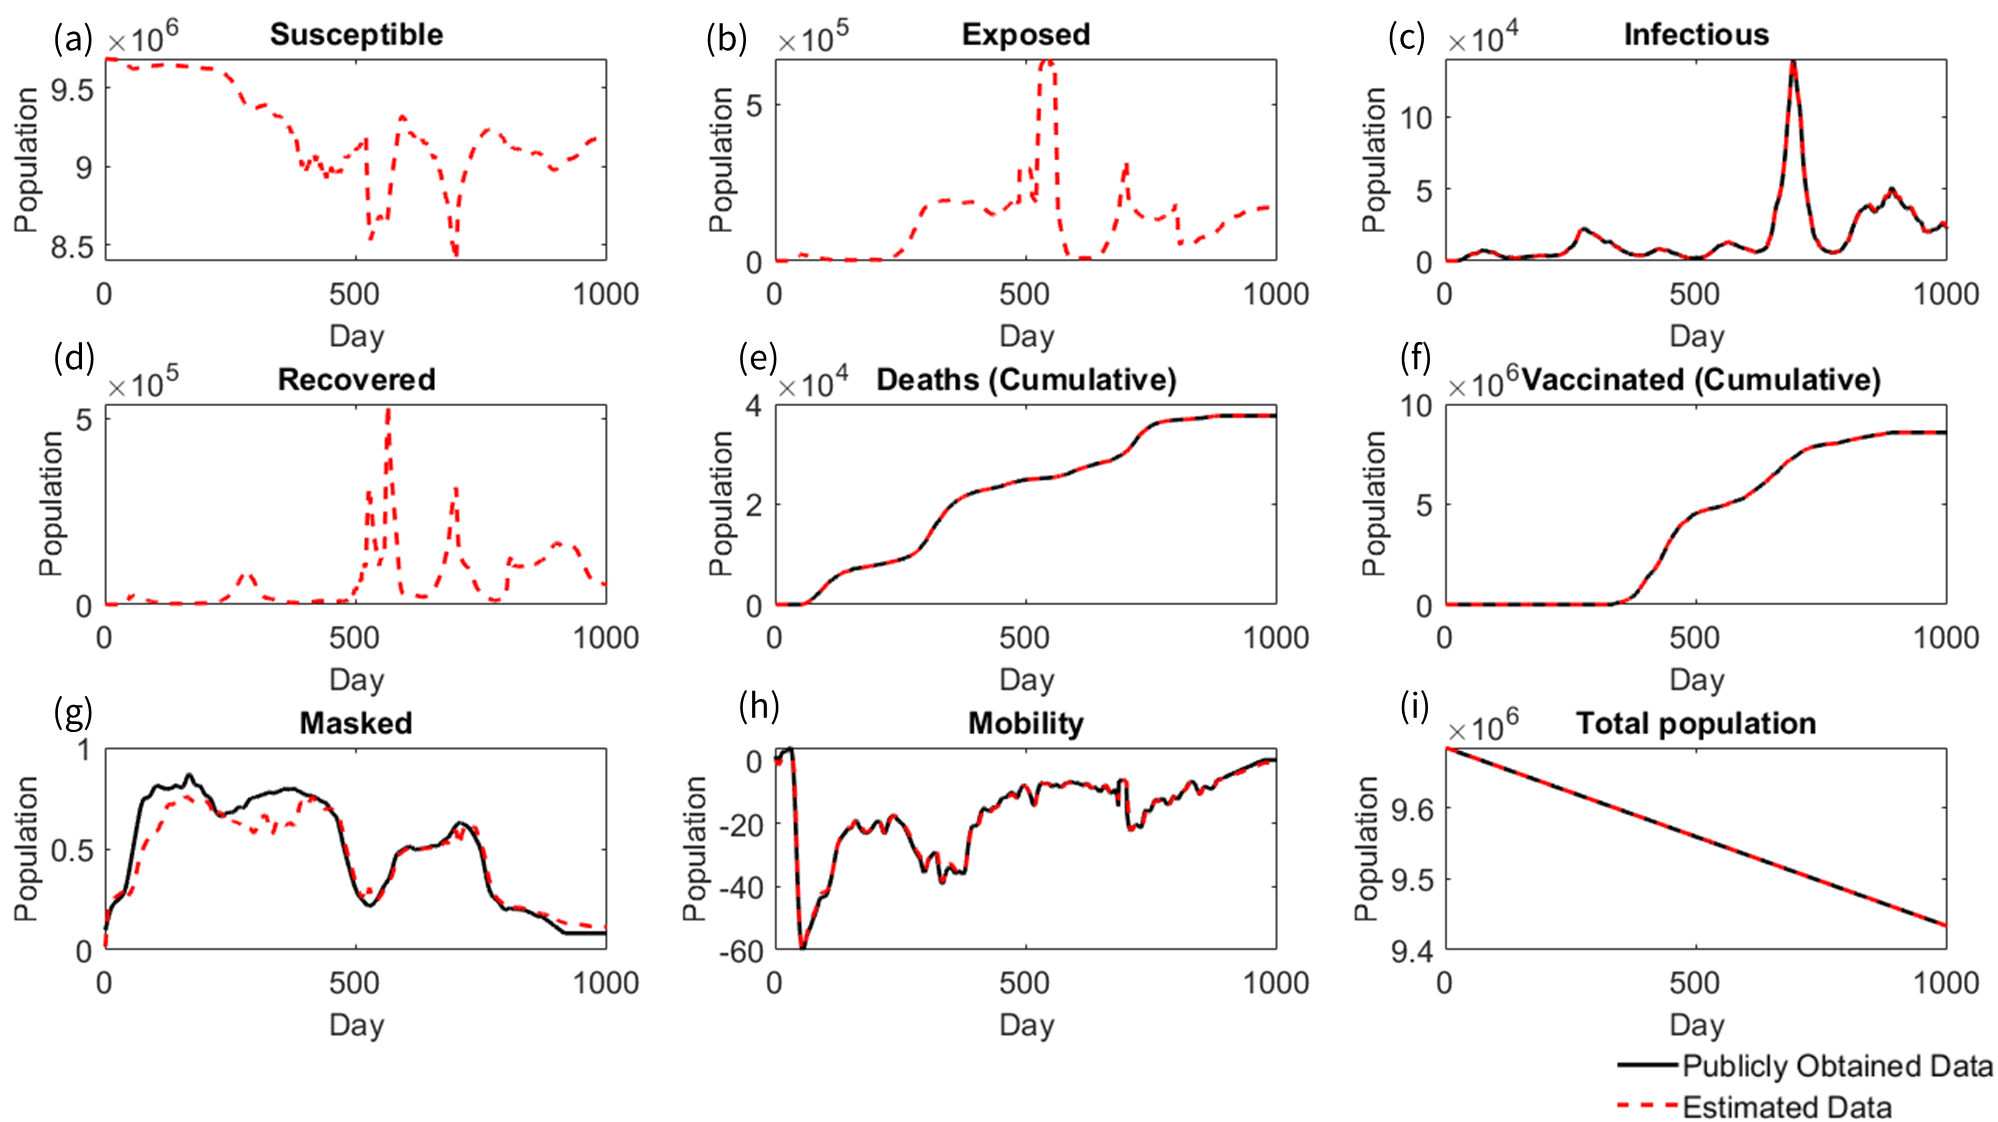 (a) ×10^6 Susceptible
9.5
9
8.5
Population
0 500 1000
Day
(b) ×10^5 Exposed
5
0
Population
0 500 1000
Day
(c) ×10^4 Infectious
10
5
0
Population
0 500 1000
Day
(d) ×10^5 Recovered
5
0
Population
0 500 1000
Day
(e) ×10^4 Deaths (Cumulative)
4
2
0
Population
0 500 1000
Day
(f) ×10^6 Vaccinated (Cumulative)
10
5
0
Population
0 500 1000
Day
(g) Masked
1
0.5
0
Population
0 500 1000
Day
(h) Mobility
0
-20
-40
-60
Population
0 500 1000
Day
(i) ×10^6 Total population
9.6
9.5
9.4
Population
0 500 1000
Day
Publicly Obtained Data
Estimated Data